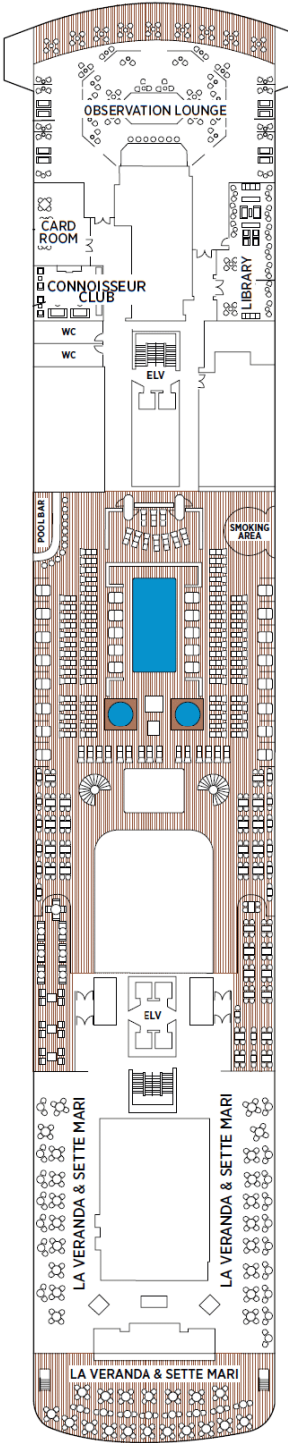 OBSERVATION LOUNGE
CARD
ROOM
CONNOISSEUR
CLUB
LIBRARY
WC
WC
ELV
POOL BAR
SMOKING
AREA
ELV
LA VERANDA & SETTE MARI
LA VERANDA & SETTE MARI
LA VERANDA & SETTE MARI